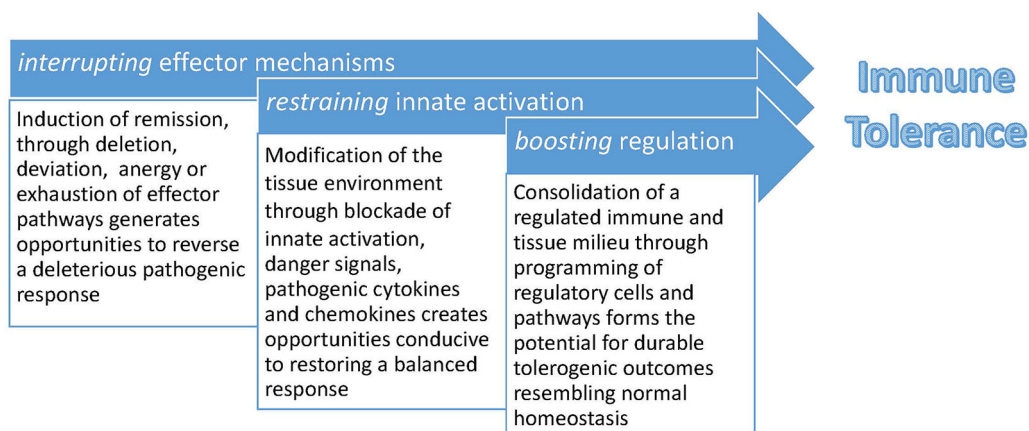 interrupting effector mechanisms
Induction of remission,
through deletion,
deviation, anergy or
exhaustion of effector
pathways generates
opportunities to reverse
a deleterious pathogenic
response
restraining innate activation
Modification of the
tissue environment
through blockade of
innate activation,
danger signals,
pathogenic cytokines
and chemokines creates
opportunities conducive
to restoring a balanced
response
boosting regulation
Consolidation of a
regulated immune and
tissue milieu through
programming of
regulatory cells and
pathways forms the
potential for durable
tolerogenic outcomes
resembling normal
homeostasis
Immune
Tolerance